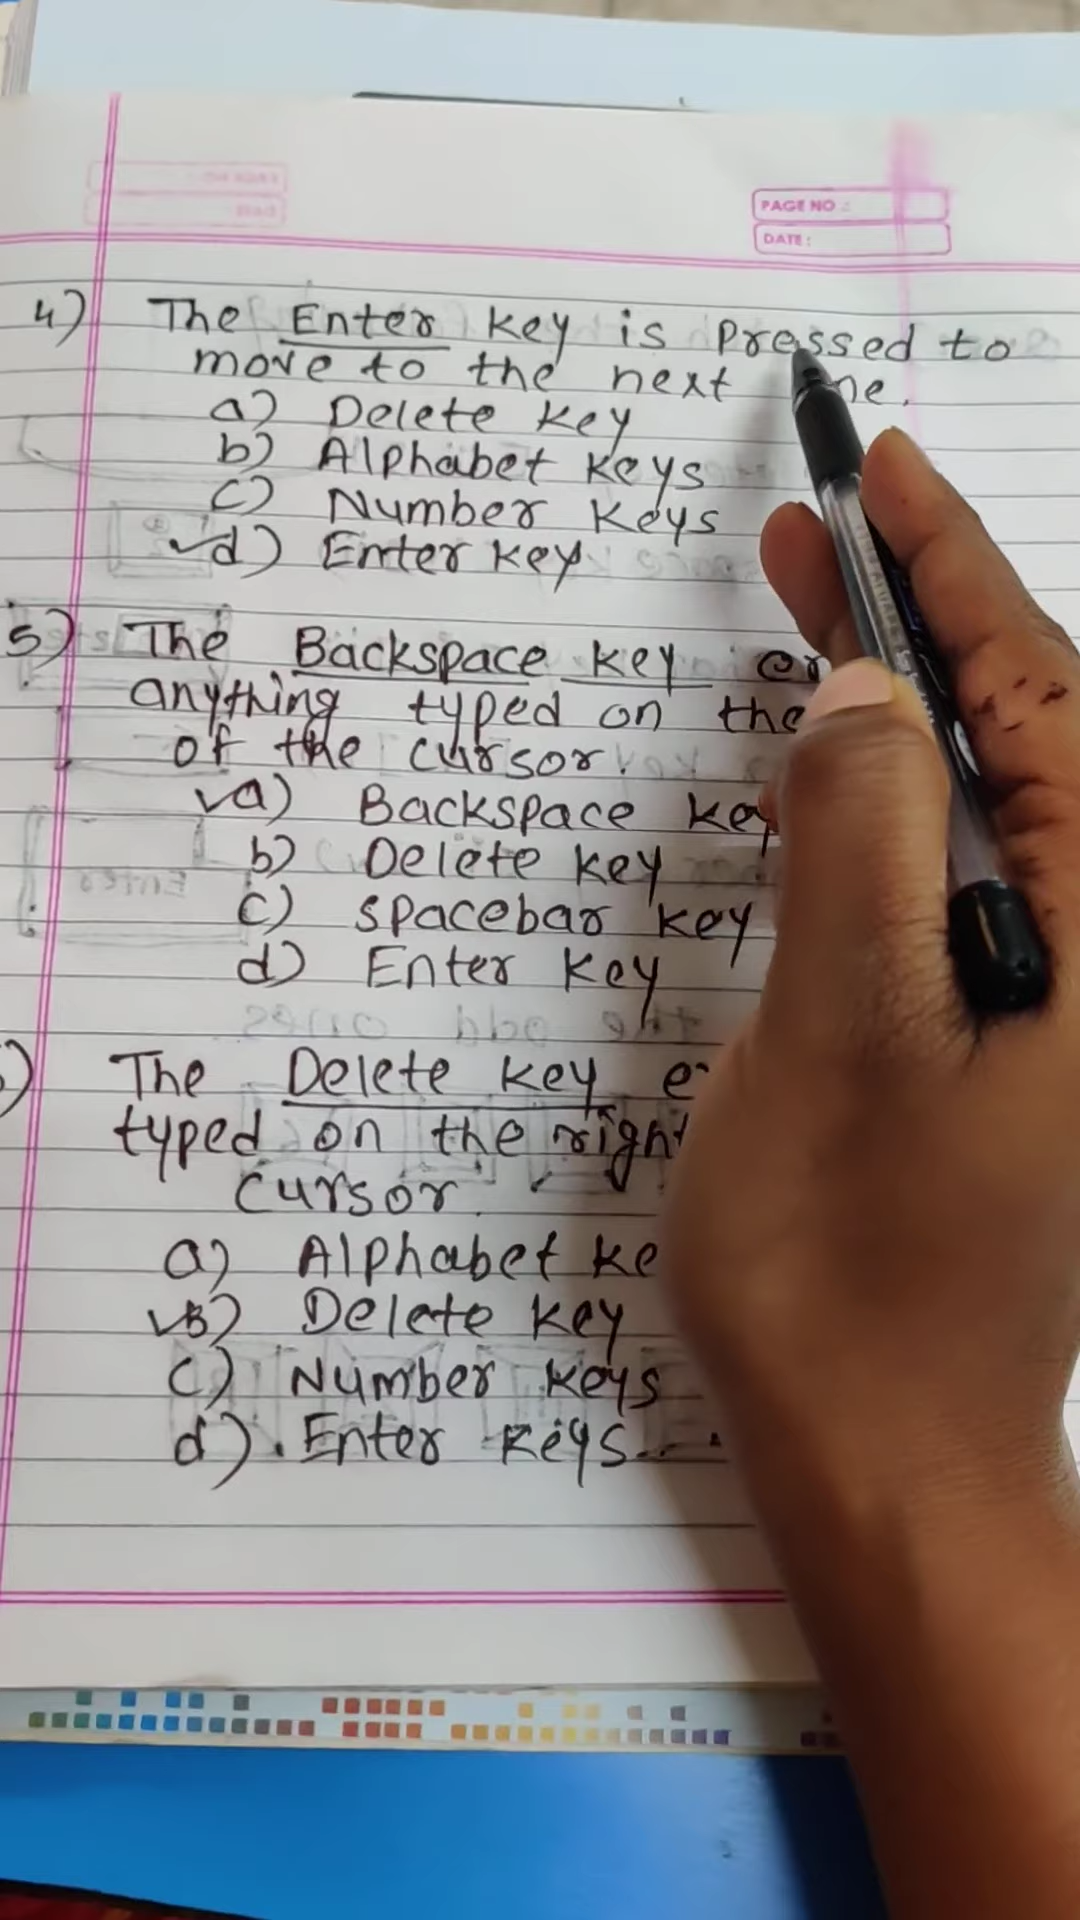 PAGE NO :
DATE :
4) The Enter key is pressed to
move to the next
a) Delete key
b) Alphabet keys
c) Number keys
d) Enter key
5) The Backspace key
anything typed on the
of the cursor.
a) Backspace key
b) Delete key
c) spacebar key
d) Enter key
The Delete key
typed on the right
cursor.
a) Alphabet
b) Delete key
c) Number keys
d) Enter keys